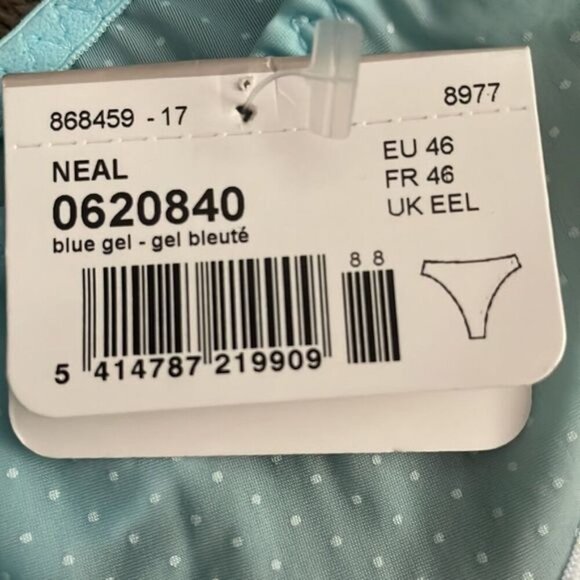 868459 - 17
8977
NEAL
0620840
blue gel - gel bleuté
EU 46
FR 46
UK EEL
8 8
5 414787 219909